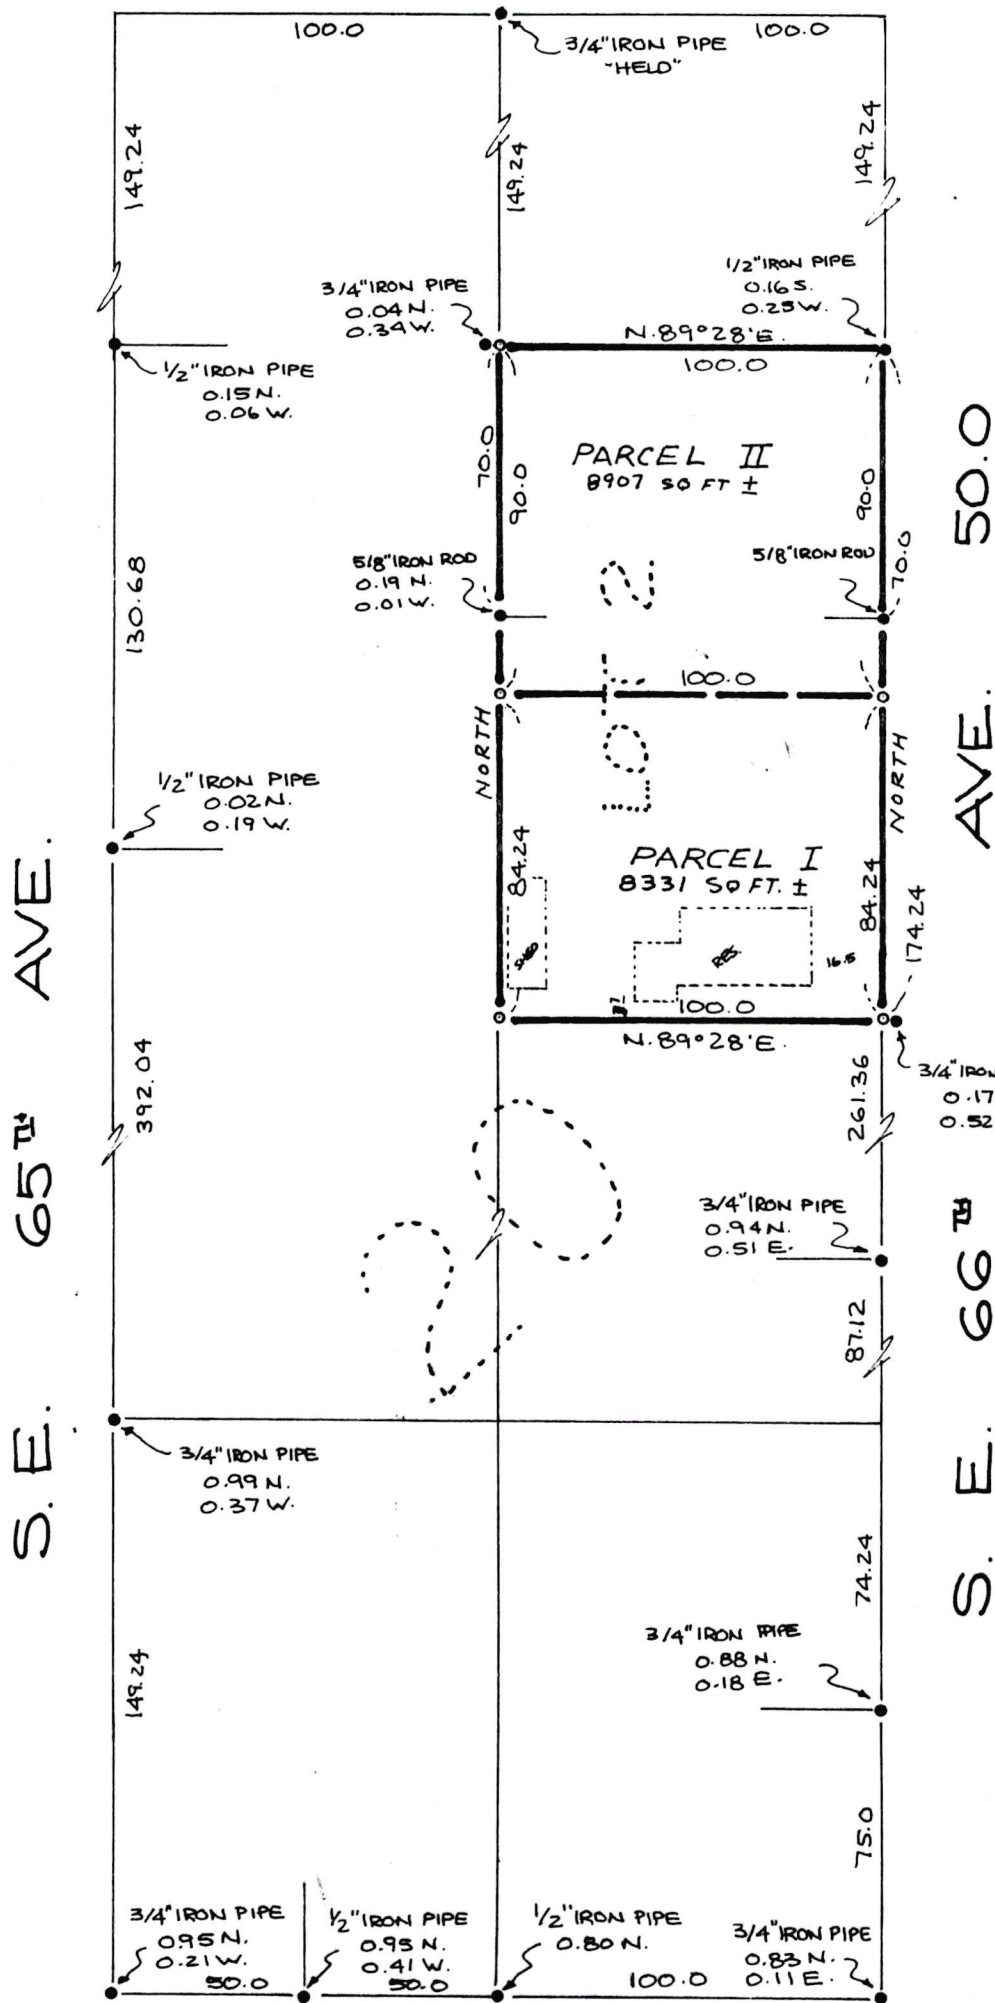 100.0
3/4" IRON PIPE
"HELD"
100.0
149.24
149.24
149.24
3/4" IRON PIPE
0.04 N.
0.34 W.
1/2" IRON PIPE
0.16 S.
0.25 W.
N. 89° 28' E.
100.0
1/2" IRON PIPE
0.15 N.
0.06 W.
70.0
90.0
PARCEL II
8907 SQ FT ±
90.0
70.0
50.0
5/8" IRON ROD
0.19 N.
0.01 W.
5/8" IRON ROD
130.68
Lot 2
100.0
NORTH
NORTH
1/2" IRON PIPE
0.02 N.
0.19 W.
84.24
PARCEL I
8331 SQ FT. ±
84.24
174.24
SHED
RES.
16.5
100.0
N. 89° 28' E.
3/4" IRON
0.17
0.52
392.04
261.36
S. E. 65TH AVE.
S. E. 66TH AVE.
20
3/4" IRON PIPE
0.94 N.
0.51 E.
87.12
3/4" IRON PIPE
0.99 N.
0.37 W.
74.24
3/4" IRON PIPE
0.88 N.
0.18 E.
149.24
75.0
3/4" IRON PIPE
0.95 N.
0.21 W.
50.0
1/2" IRON PIPE
0.95 N.
0.41 W.
50.0
1/2" IRON PIPE
0.80 N.
100.0
3/4" IRON PIPE
0.83 N.
0.11 E.